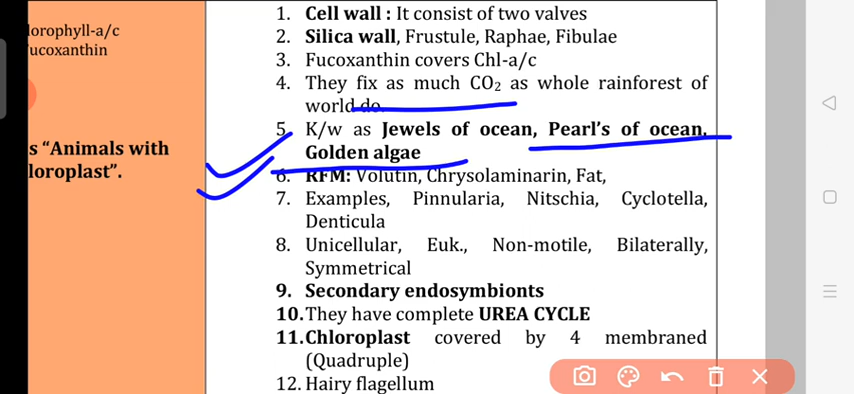 lorophyll-a/c
ucoxanthin
s “Animals with
loroplast”.
1. Cell wall : It consist of two valves
2. Silica wall, Frustule, Raphae, Fibulae
3. Fucoxanthin covers Chl-a/c
4. They fix as much CO₂ as whole rainforest of
world do.
5. K/w as Jewels of ocean, Pearl’s of ocean,
Golden algae
6. RFM: Volutin, Chrysolaminarin, Fat,
7. Examples, Pinnularia, Nitschia, Cyclotella,
Denticula
8. Unicellular, Euk., Non-motile, Bilaterally,
Symmetrical
9. Secondary endosymbionts
10. They have complete UREA CYCLE
11. Chloroplast covered by 4 membraned
(Quadruple)
12. Hairy flagellum